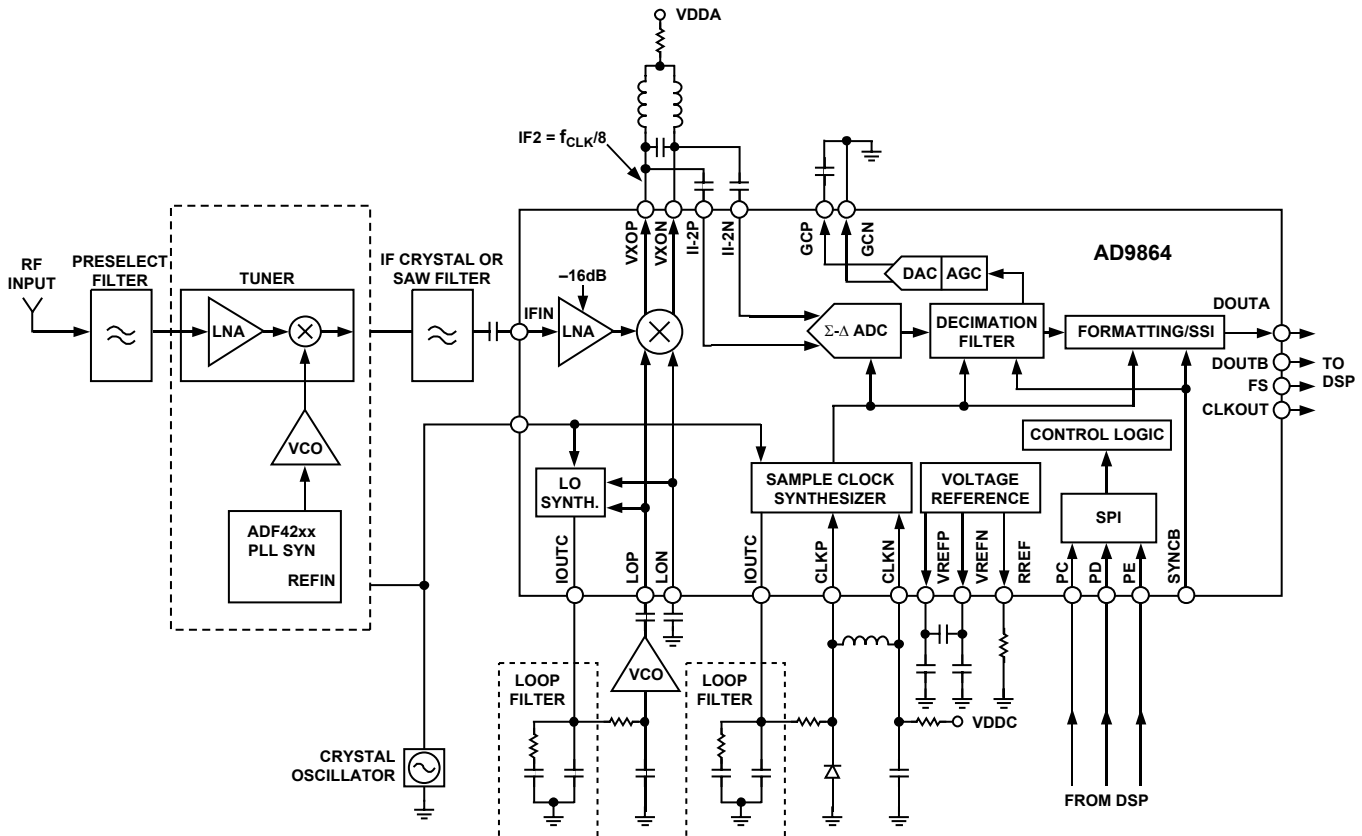 VDDA
IF2 = fCLK/8
VXOP
VXON
II-2P
II-2N
GCP
GCN
AD9864
RF
INPUT
PRESELECT
FILTER
TUNER
LNA
IF CRYSTAL OR
SAW FILTER
IFIN
–16dB
LNA
DAC
AGC
Σ-Δ ADC
DECIMATION
FILTER
FORMATTING/SSI
DOUTA
DOUTB
FS
CLKOUT
TO
DSP
VCO
ADF42xx
PLL SYN
REFIN
LO
SYNTH.
SAMPLE CLOCK
SYNTHESIZER
VOLTAGE
REFERENCE
CONTROL LOGIC
SPI
IOUTC
LOP
LON
IOUTC
CLKP
CLKN
VREFP
VREFN
RREF
PC
PD
PE
SYNCB
LOOP
FILTER
VCO
LOOP
FILTER
VDDC
CRYSTAL
OSCILLATOR
FROM DSP